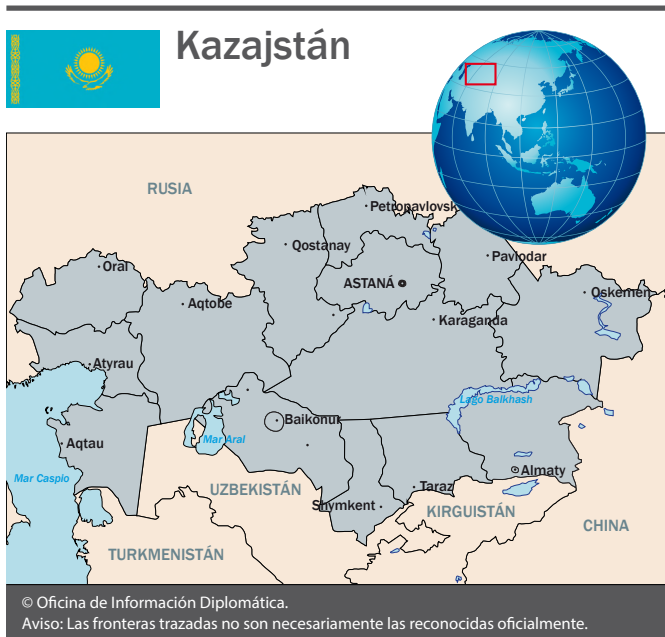 Kazajstán
RUSIA
Petropavlovsk
Qostanay
Pavlodar
Oral
ASTANÁ
Oskemen
Aqtobe
Karaganda
Atyrau
Lago Balkhash
Baikonur
Aqtau
Mar Aral
Almaty
Mar Caspio
UZBEKISTÁN
Taraz
Shymkent
KIRGUISTÁN
CHINA
TURKMENISTÁN
© Oficina de Información Diplomática.
Aviso: Las fronteras trazadas no son necesariamente las reconocidas oficialmente.